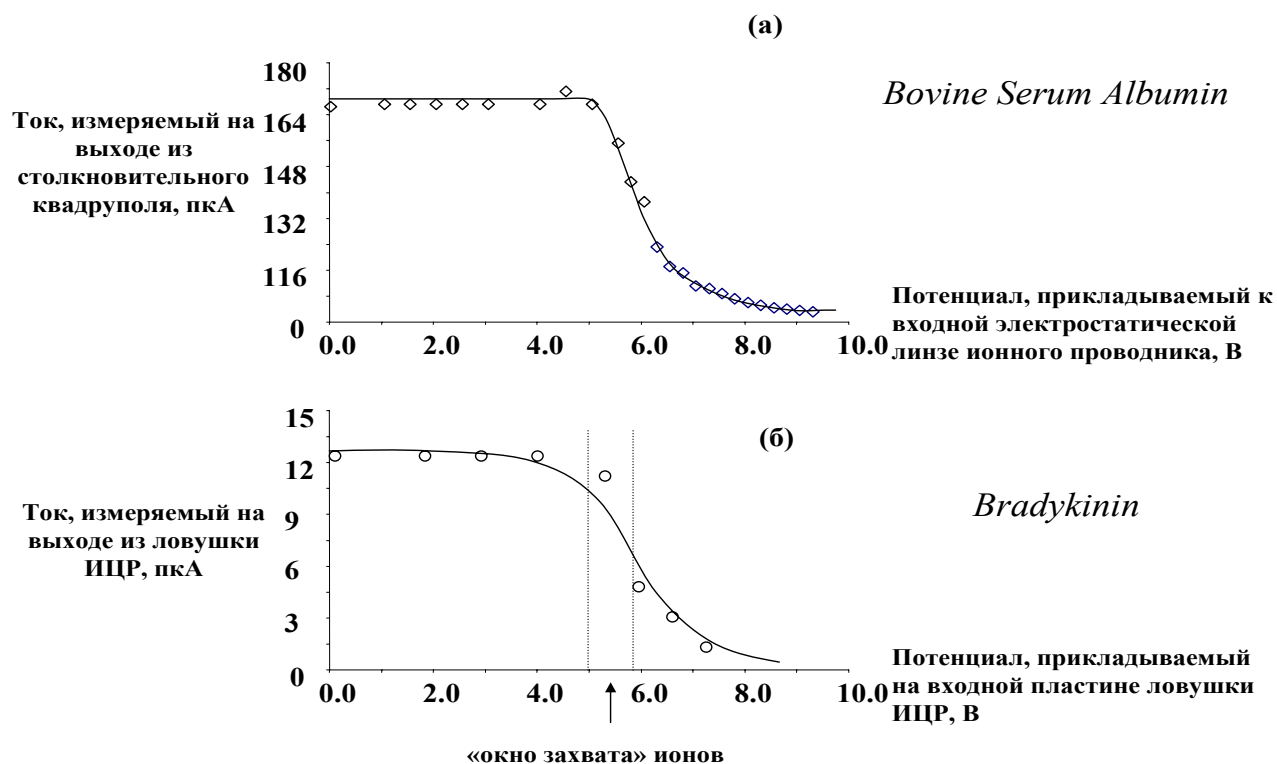 (а)
180
164
148
132
116
0
Ток, измеряемый на
выходе из
столкновительного
квадруполя, пкА
Bovine Serum Albumin
0.0 2.0 4.0 6.0 8.0 10.0
Потенциал, прикладываемый к
входной электростатической
линзе ионного проводника, В
(б)
15
12
9
6
3
0
Ток, измеряемый на
выходе из ловушки
ИЦР, пкА
Bradykinin
0.0 2.0 4.0 6.0 8.0 10.0
Потенциал, прикладываемый
на входной пластине ловушки
ИЦР, В
«окно захвата» ионов